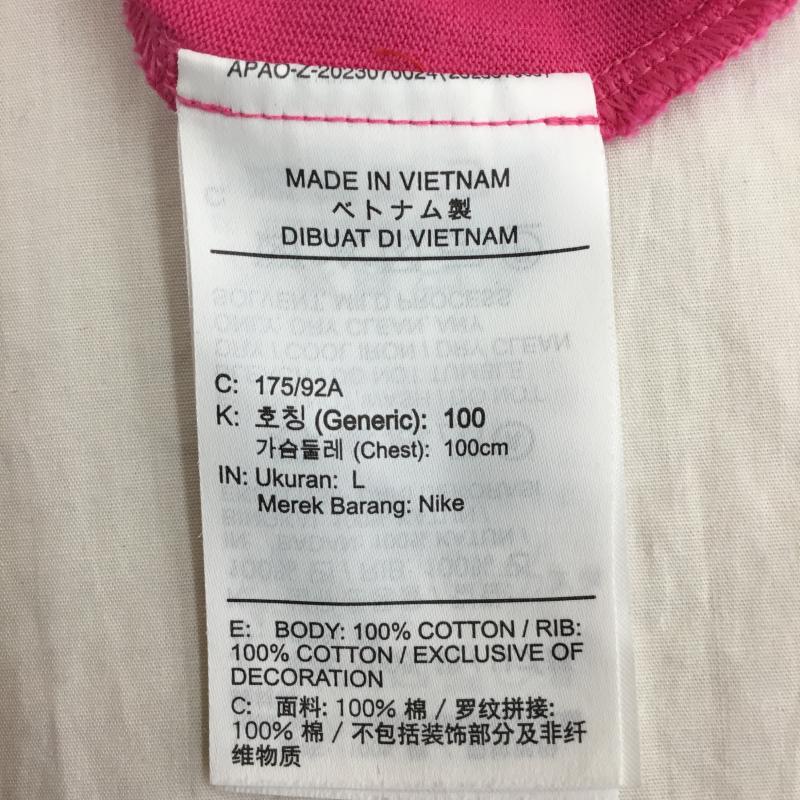 APAO-Z-2023070024
MADE IN VIETNAM
ベトナム製
DIBUAT DI VIETNAM
C: 175/92A
K: 호칭 (Generic): 100
가슴둘레 (Chest): 100cm
IN: Ukuran: L
Merek Barang: Nike
E: BODY: 100% COTTON / RIB:
100% COTTON / EXCLUSIVE OF
DECORATION
C: 面料: 100% 棉 / 罗纹拼接:
100% 棉 / 不包括装饰部分及非纤
维物质